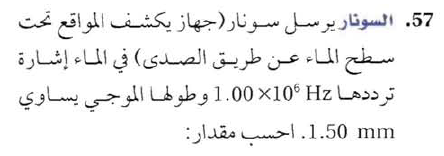 57. السونار يرسل سونار (جهاز يكشف المواقع تحت
سطح الماء عن طريق الصدى) في الماء إشارة
ترددها 1.00 ×10⁶ Hz وطولها الموجي يساوي
1.50 mm. احسب مقدار: